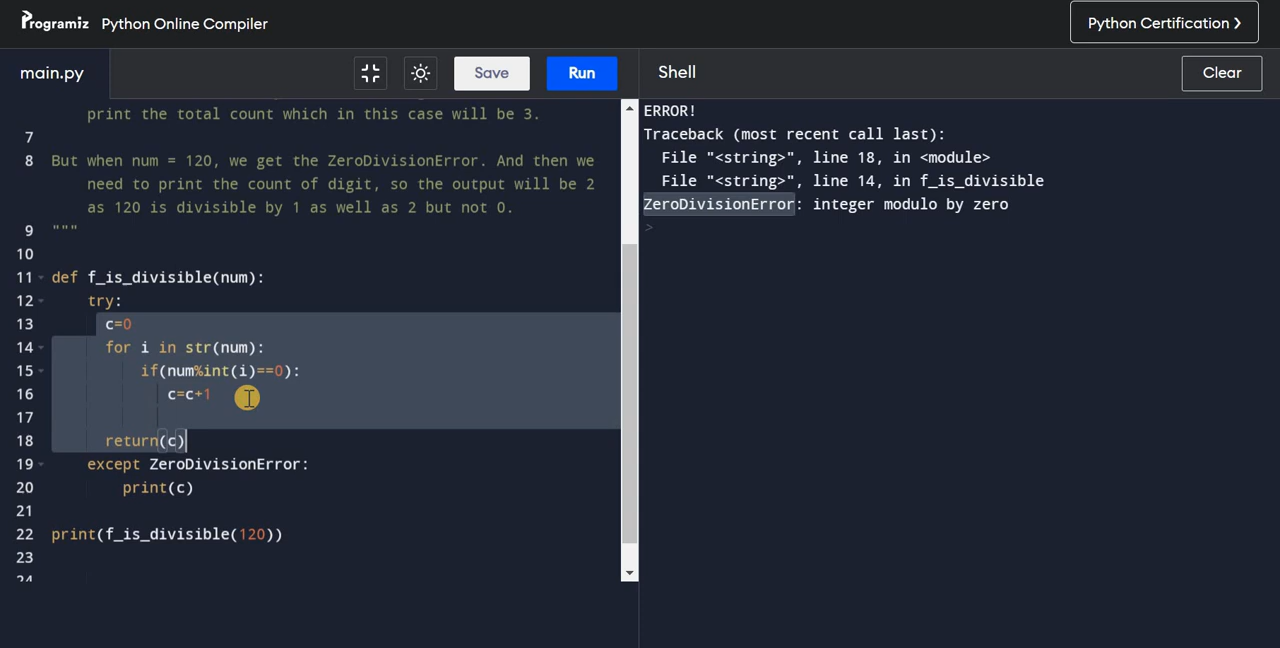 Programiz Python Online Compiler
Python Certification ❯
main.py
Save
Run
Shell
Clear
print the total count which in this case will be 3.
7
8 But when num = 120, we get the ZeroDivisionError. And then we
need to print the count of digit, so the output will be 2
as 120 is divisible by 1 as well as 2 but not 0.
9 """
10
11 def f_is_divisible(num):
12 try:
13 c=0
14 for i in str(num):
15 if(num%int(i)==0):
16 c=c+1
17
18 return(c)
19 except ZeroDivisionError:
20 print(c)
21
22 print(f_is_divisible(120))
23
24
ERROR!
Traceback (most recent call last):
File "<string>", line 18, in <module>
File "<string>", line 14, in f_is_divisible
ZeroDivisionError: integer modulo by zero
>